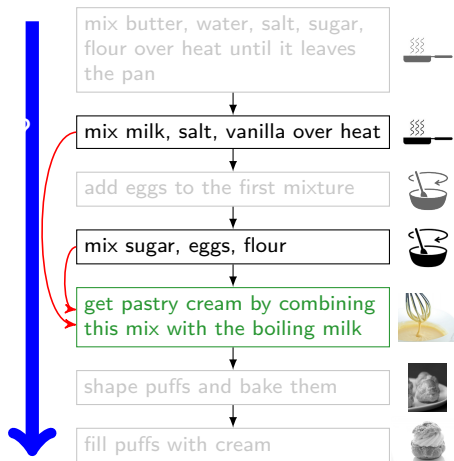 mix butter, water, salt, sugar,
flour over heat until it leaves
the pan
mix milk, salt, vanilla over heat
add eggs to the first mixture
mix sugar, eggs, flour
get pastry cream by combining
this mix with the boiling milk
shape puffs and bake them
fill puffs with cream